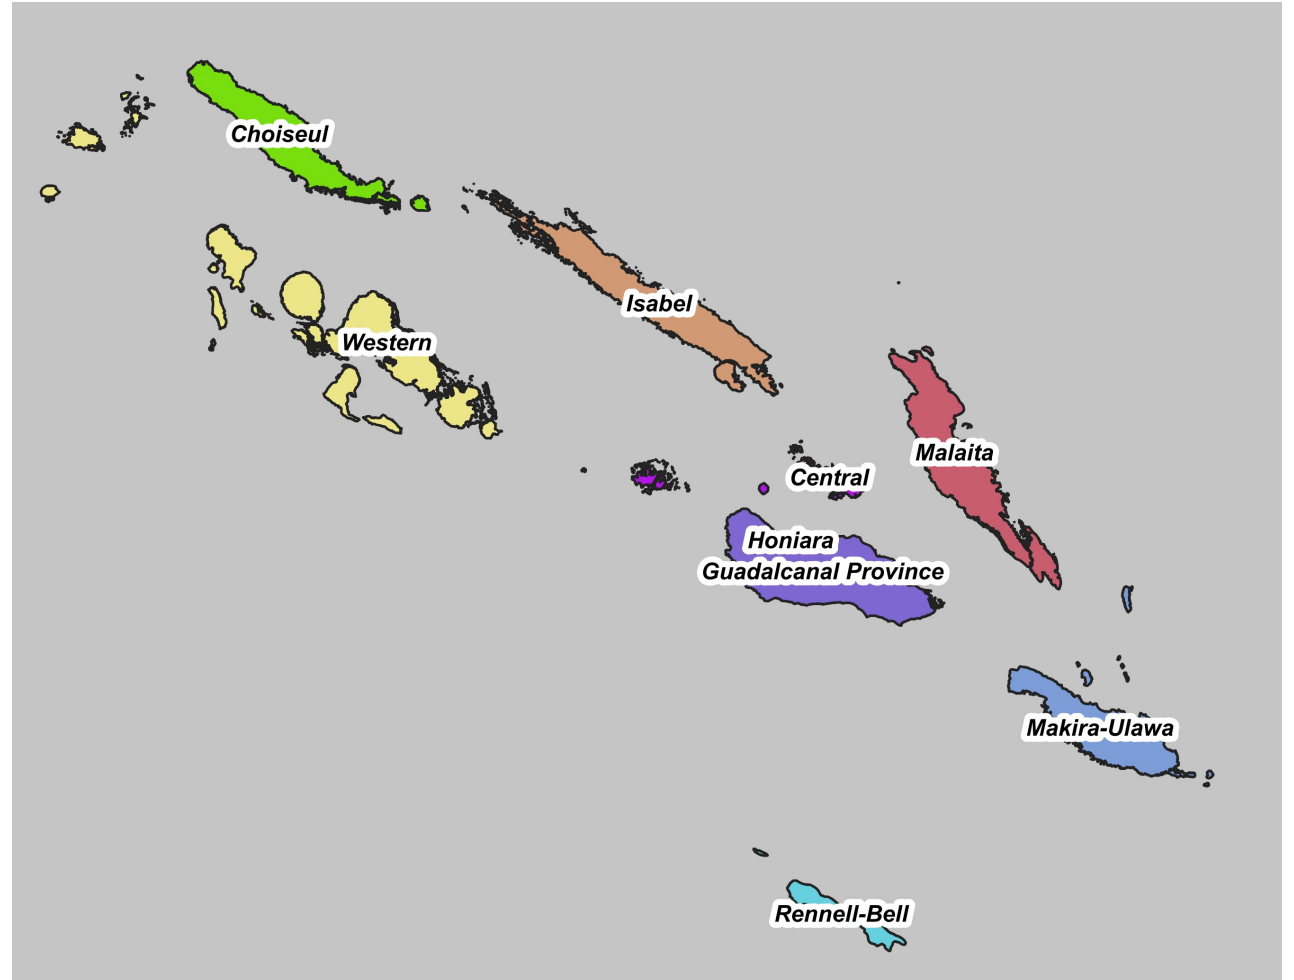 Choiseul
Isabel
Western
Malaita
Central
Honiara
Guadalcanal Province
Makira-Ulawa
Rennell-Bell